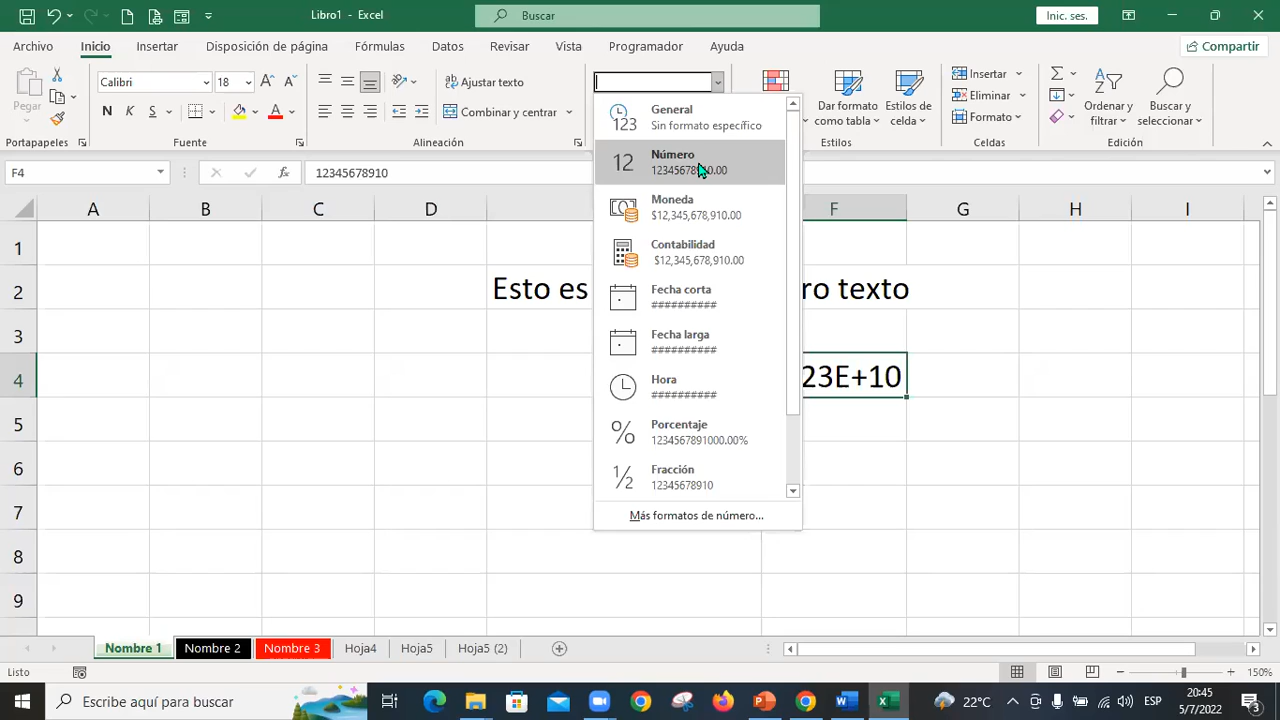 Libro1 - Excel
Buscar
Inic. ses.
Archivo
Inicio
Insertar
Disposición de página
Fórmulas
Datos
Revisar
Vista
Programador
Ayuda
Compartir
Pegar
Calibri
18
N K S
Ajustar texto
Combinar y centrar
Dar formato
condicional
Estilos de
celda
Insertar
Eliminar
Formato
Ordenar y
filtrar
Buscar y
seleccionar
Portapapeles
Fuente
Alineación
Estilos
Celdas
Edición
F4
fx
12345678910
General
Sin formato específico
Número
12345678910.00
Moneda
$12,345,678,910.00
Contabilidad
$12,345,678,910.00
Fecha corta
##########
Fecha larga
##########
Hora
##########
Porcentaje
1234567891000.00%
Fracción
12345678910
Más formatos de número...
A B C D F G H I
1
2 Esto es ro texto
3
4 23E+10
5
6
7
8
9
Nombre 1
Nombre 2
Nombre 3
Hoja4
Hoja5
Hoja5 (2)
Listo
150%
Escribe aquí para buscar
22°C
ESP
20:45
5/7/2022
3